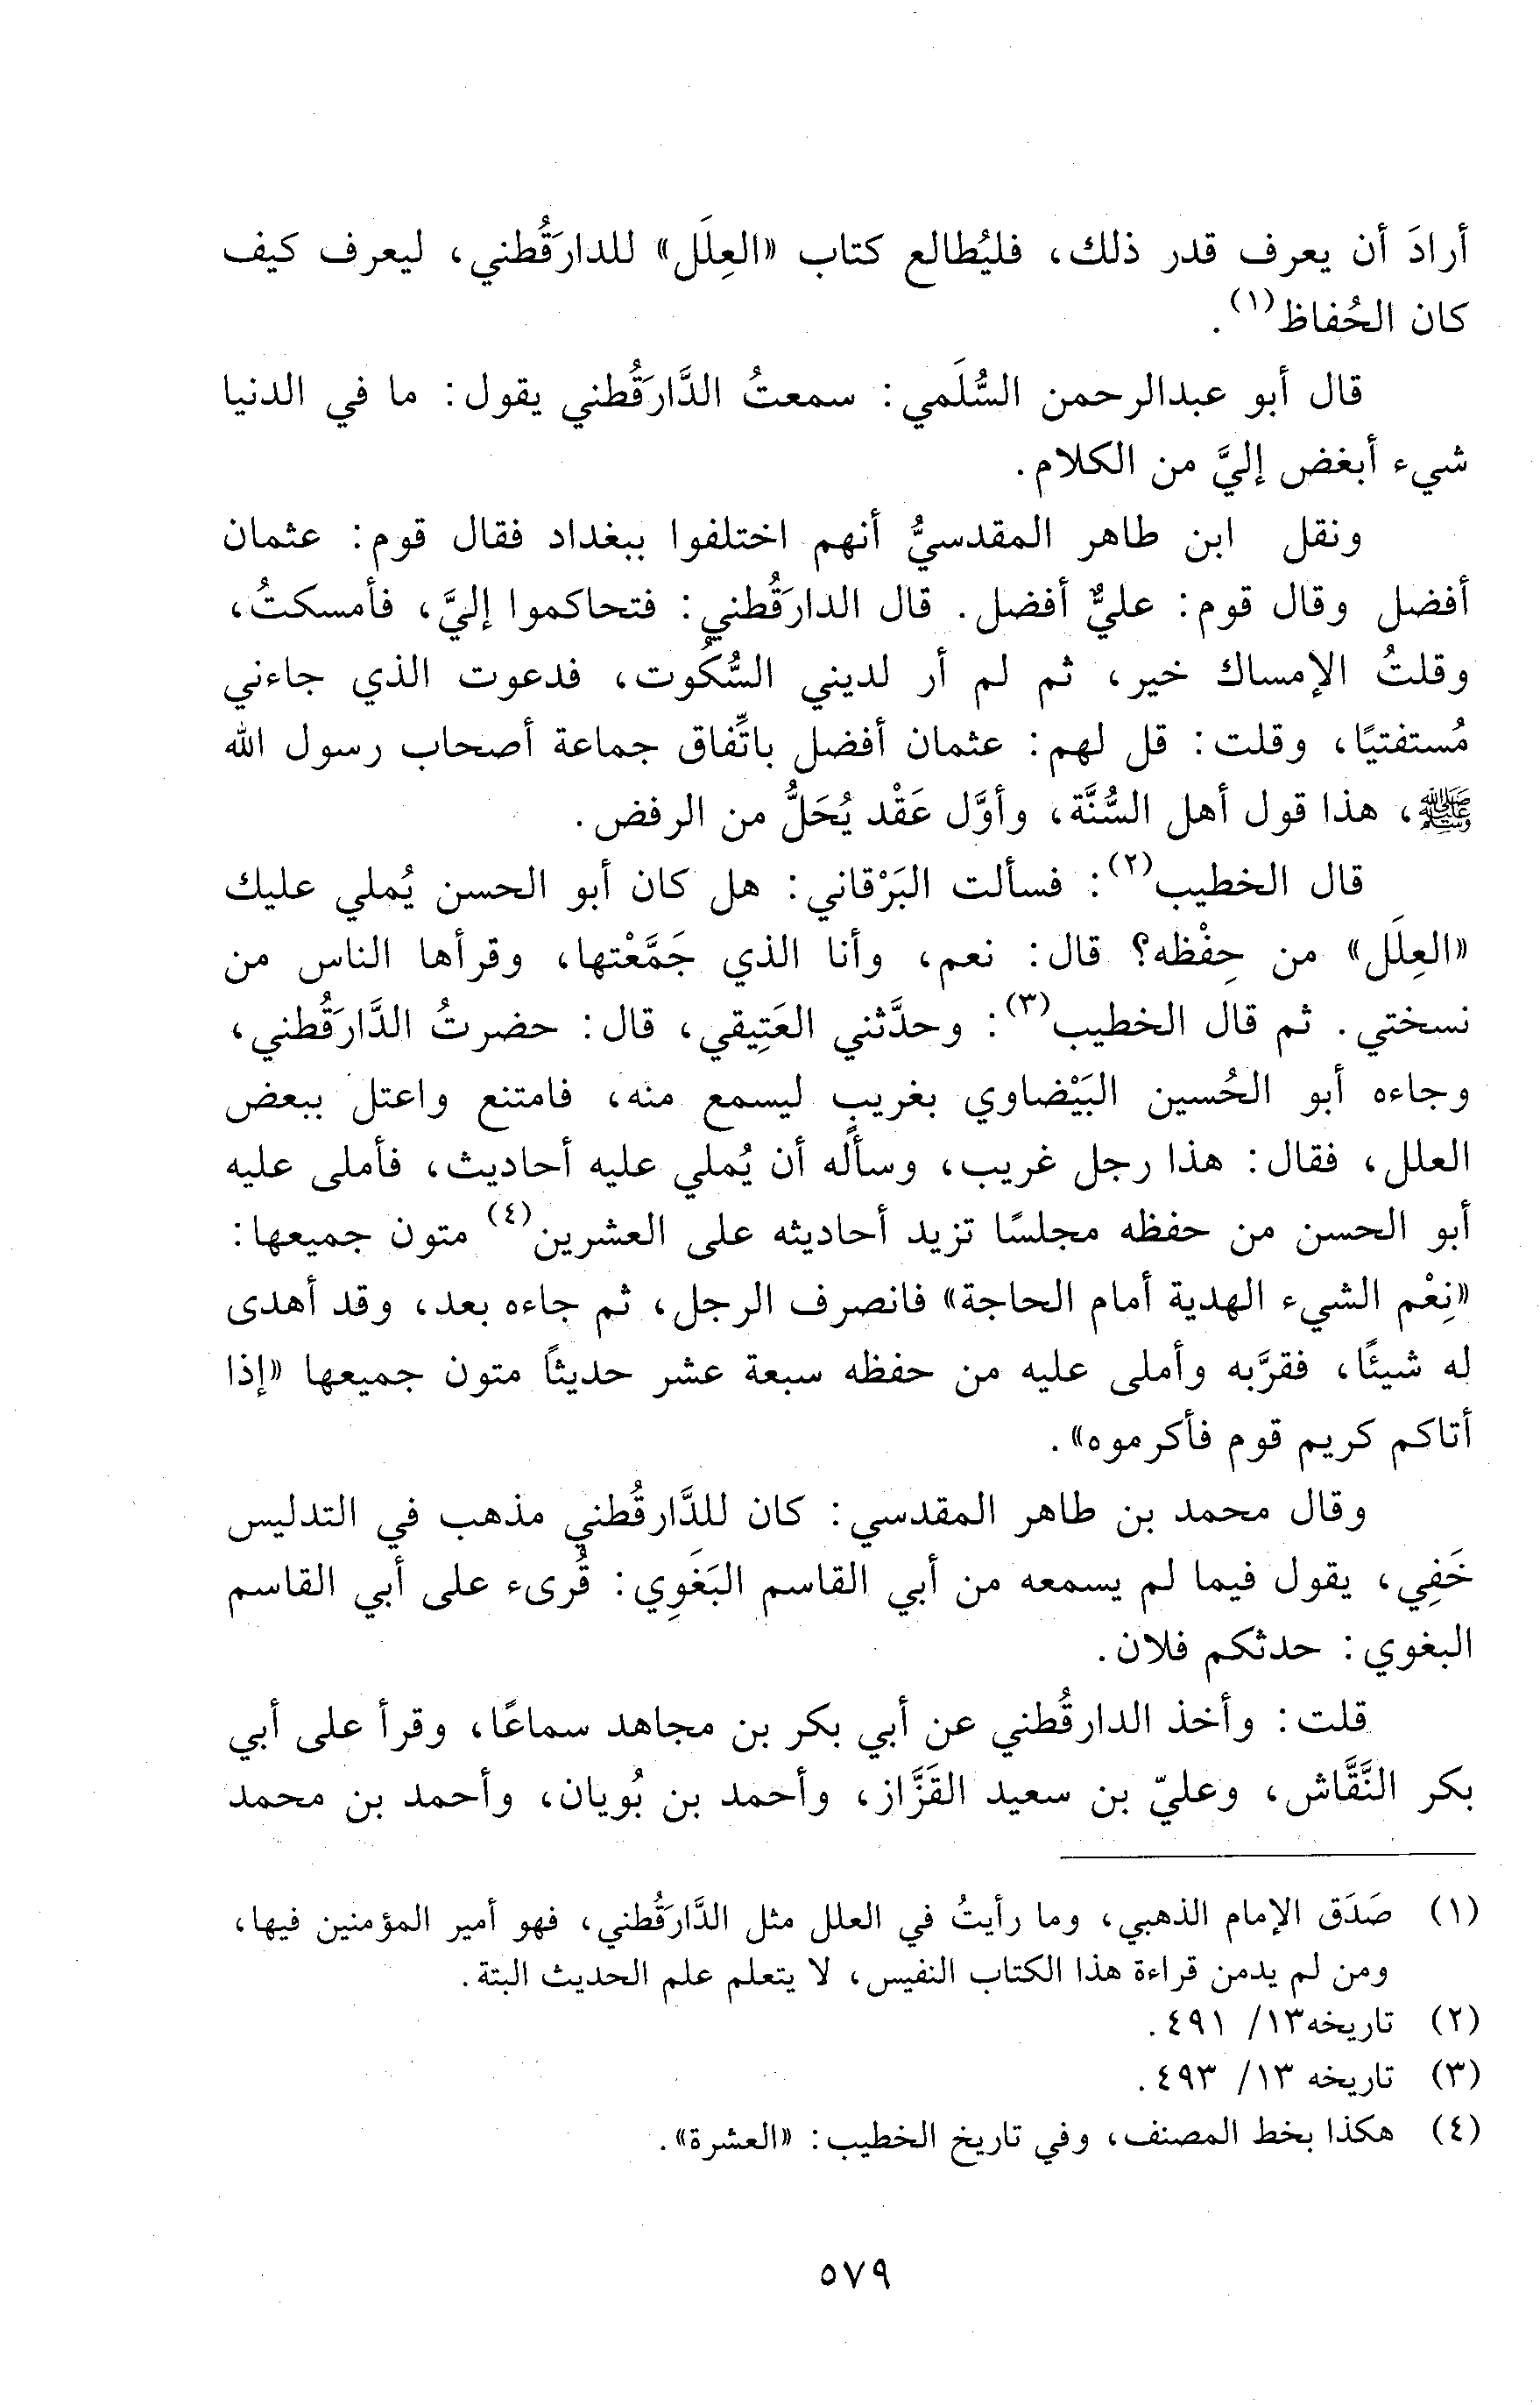 أرادَ أن يعرف قدر ذلك، فليُطالع كتاب «العِلَل» للدارَقُطني، ليعرف كيف
كان الحُفاظ(١).
قال أبو عبدالرحمن السُّلَمي: سمعتُ الدَّارَقُطني يقول: ما في الدنيا
شيء أبغض إليَّ من الكلام.
ونقل ابن طاهر المقدسيُّ أنهم اختلفوا ببغداد فقال قوم: عثمان
أفضل وقال قوم: عليٌّ أفضل. قال الدارَقُطني: فتحاكموا إليَّ، فأمسكتُ،
وقلتُ الإمساك خير، ثم لم أر لديني السُّكُوت، فدعوت الذي جاءني
مُستفتيًا، وقلت: قل لهم: عثمان أفضل باتِّفاق جماعة أصحاب رسول الله
ﷺ، هذا قول أهل السُّنَّة، وأوَّل عَقْد يُحَلُّ من الرفض.
قال الخطيب(٢): فسألت البَرْقاني: هل كان أبو الحسن يُملي عليك
«العِلَل» من حِفْظه؟ قال: نعم، وأنا الذي جَمَّعْتها، وقرأها الناس من
نسختي. ثم قال الخطيب(٣): وحدَّثني العَتِيقي، قال: حضرتُ الدَّارَقُطني،
وجاءه أبو الحُسين البَيْضاوي بغريبٍ ليسمع منه، فامتنع واعتل ببعض
العلل، فقال: هذا رجل غريب، وسأله أن يُملي عليه أحاديث، فأملى عليه
أبو الحسن من حفظه مجلسًا تزيد أحاديثه على العشرين(٤) متون جميعها:
«نِعْم الشيء الهدية أمام الحاجة» فانصرف الرجل، ثم جاءه بعد، وقد أهدى
له شيئًا، فقرَّبه وأملى عليه من حفظه سبعة عشر حديثًا متون جميعها «إذا
أتاكم كريم قوم فأكرموه».
وقال محمد بن طاهر المقدسي: كان للدَّارقُطني مذهب في التدليس
خَفِي، يقول فيما لم يسمعه من أبي القاسم البَغَوِي: قُرىء على أبي القاسم
البغوي: حدثكم فلان.
قلت: وأخذ الدارقُطني عن أبي بكر بن مجاهد سماعًا، وقرأ على أبي
بكر النَّقَّاش، وعليّ بن سعيد القَزَّاز، وأحمد بن بُويان، وأحمد بن محمد
(١) صَدَق الإمام الذهبي، وما رأيتُ في العلل مثل الدَّارَقُطني، فهو أمير المؤمنين فيها،
ومن لم يدمن قراءة هذا الكتاب النفيس، لا يتعلم علم الحديث البتة.
(٢) تاريخه١٣/ ٤٩١.
(٣) تاريخه ١٣/ ٤٩٣.
(٤) هكذا بخط المصنف، وفي تاريخ الخطيب: «العشرة».
٥٧٩